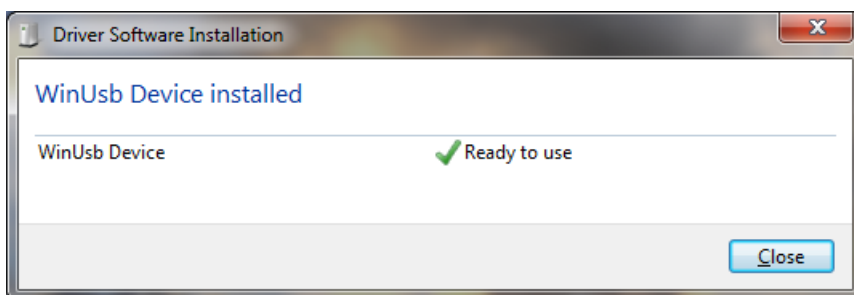 Driver Software Installation
WinUsb Device installed
WinUsb Device Ready to use
Close